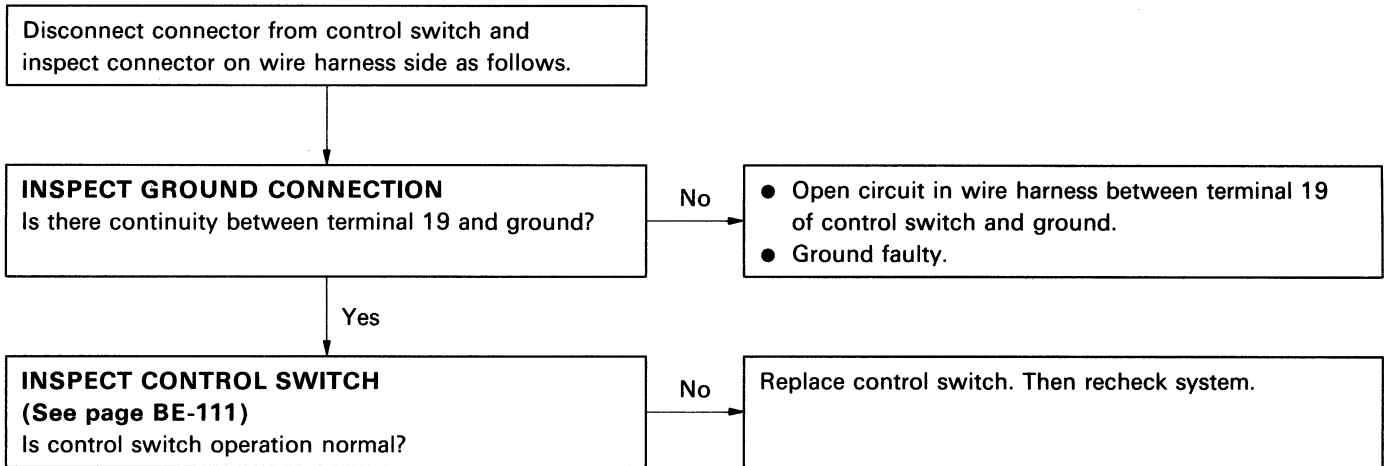 Disconnect connector from control switch and
inspect connector on wire harness side as follows.
INSPECT GROUND CONNECTION
Is there continuity between terminal 19 and ground?
No
● Open circuit in wire harness between terminal 19
of control switch and ground.
● Ground faulty.
Yes
INSPECT CONTROL SWITCH
(See page BE-111)
Is control switch operation normal?
No
Replace control switch. Then recheck system.